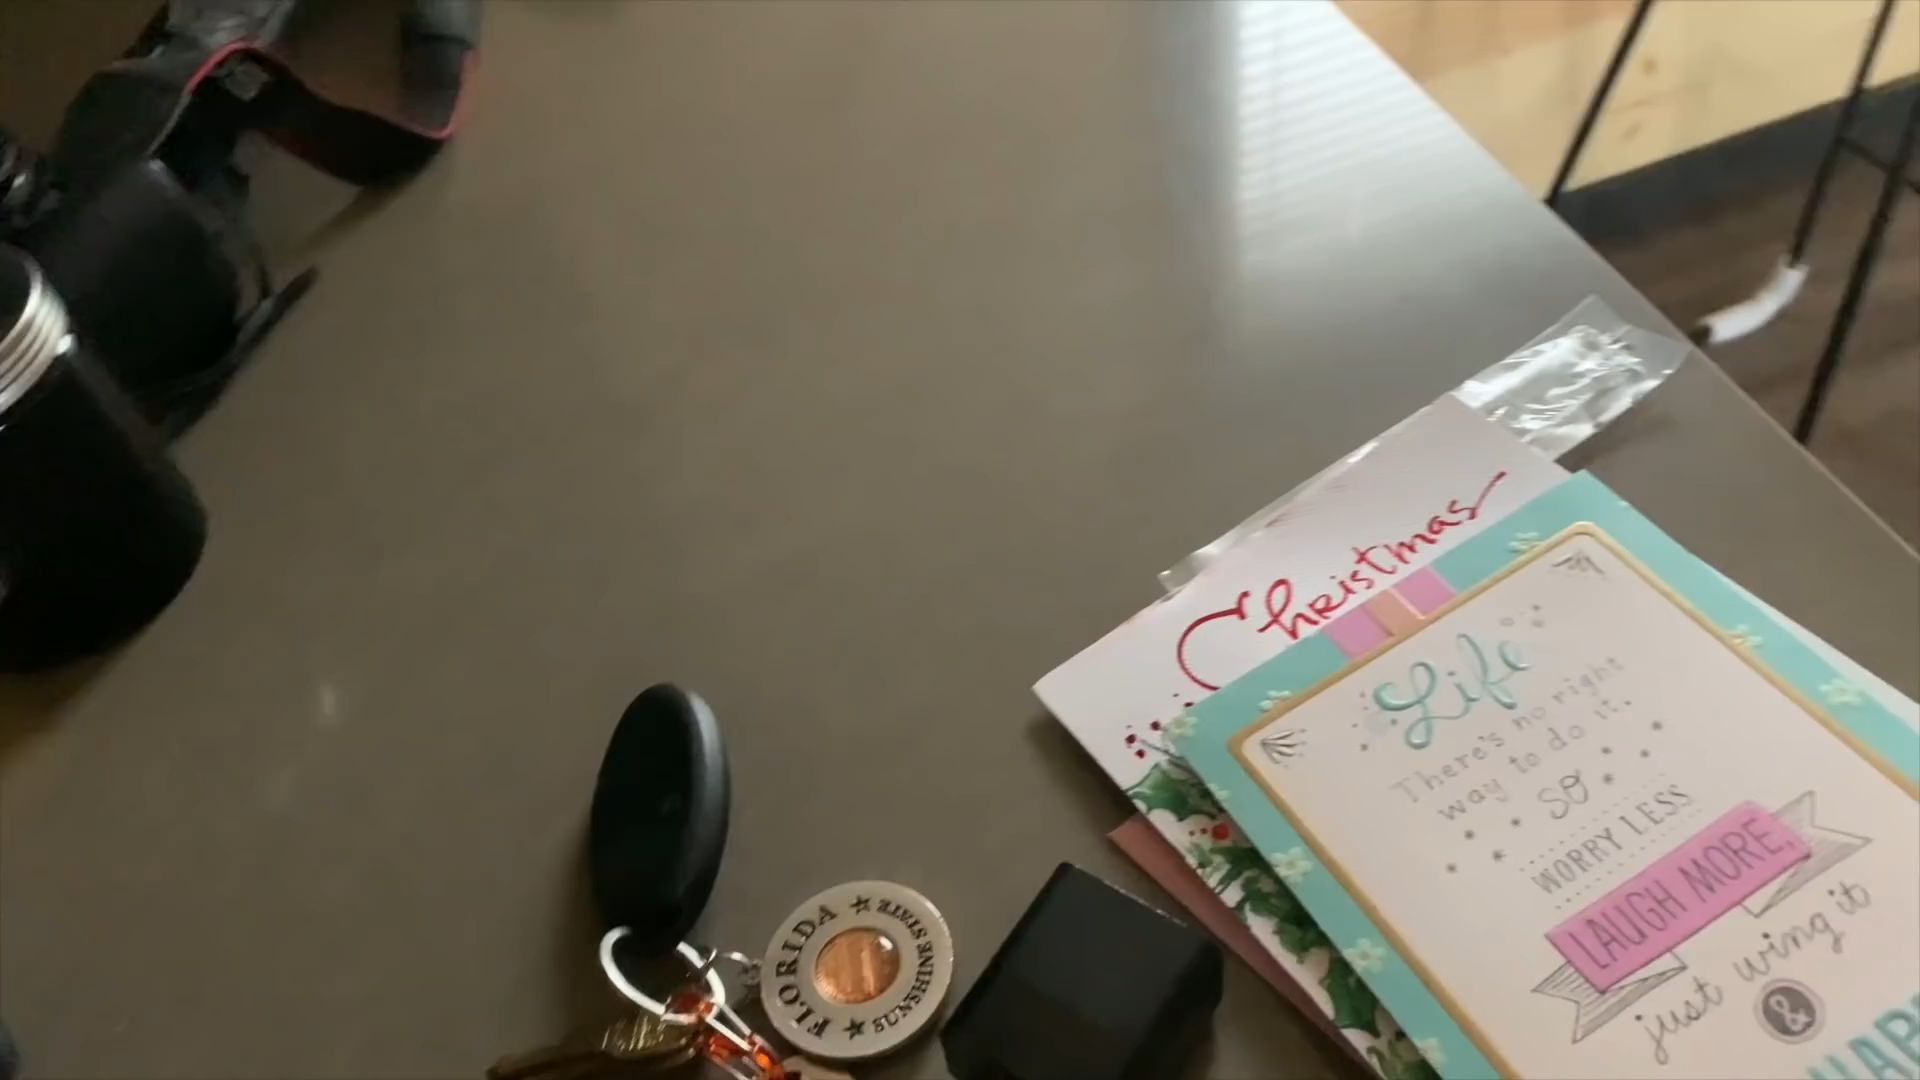 Christmas
Life
There's no right
way to do it,
so
WORRY LESS
LAUGH MORE,
just wing it
&
FLORIDA
SUNSHINE STATE